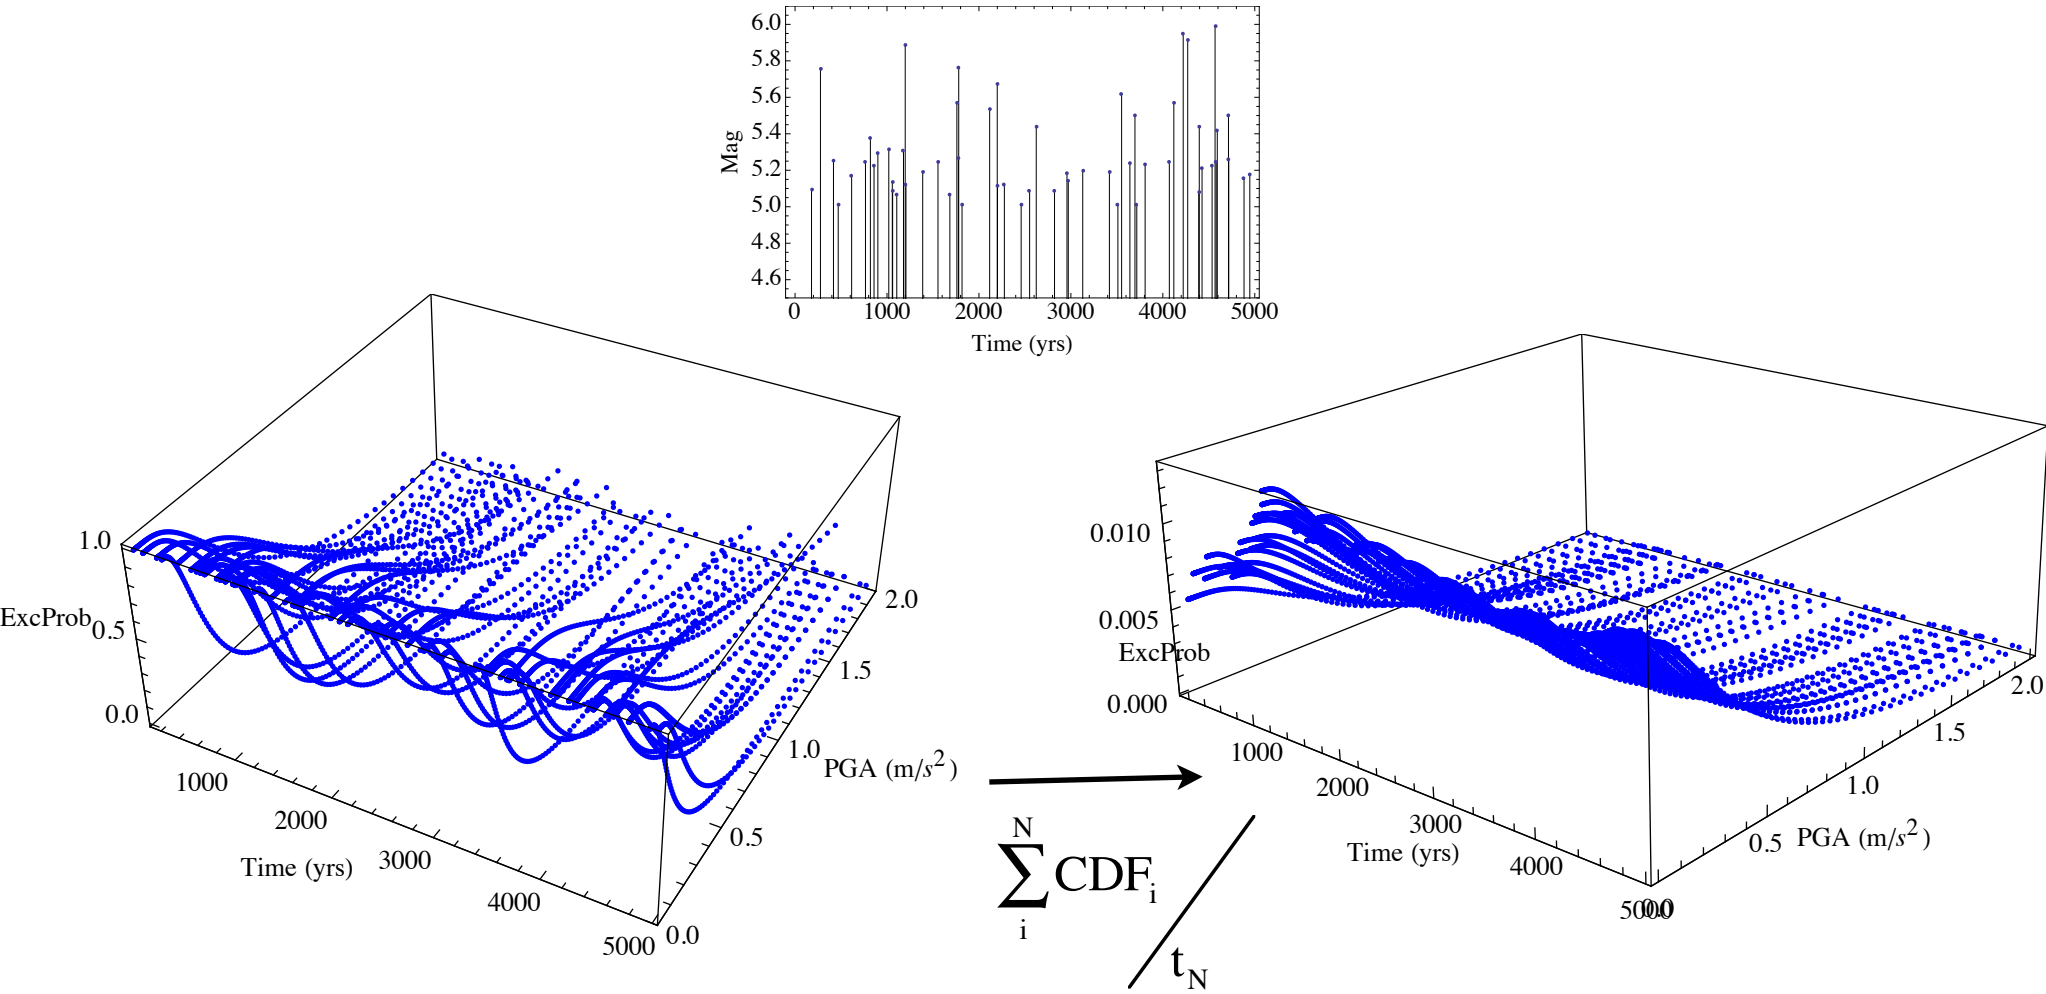 6.0
5.8
5.6
5.4
5.2
5.0
4.8
4.6
Mag
0 1000 2000 3000 4000 5000
Time (yrs)
1.0
ExcProb
0.5
0.0
1000
2000
3000
4000
5000
Time (yrs)
0.0
0.5
1.0
1.5
2.0
PGA (m/s²)
N
∑ CDFᵢ
i
/
t_N
0.010
0.005
ExcProb
0.000
1000
2000
3000
4000
5000
Time (yrs)
0.0
0.5
1.0
1.5
2.0
PGA (m/s²)